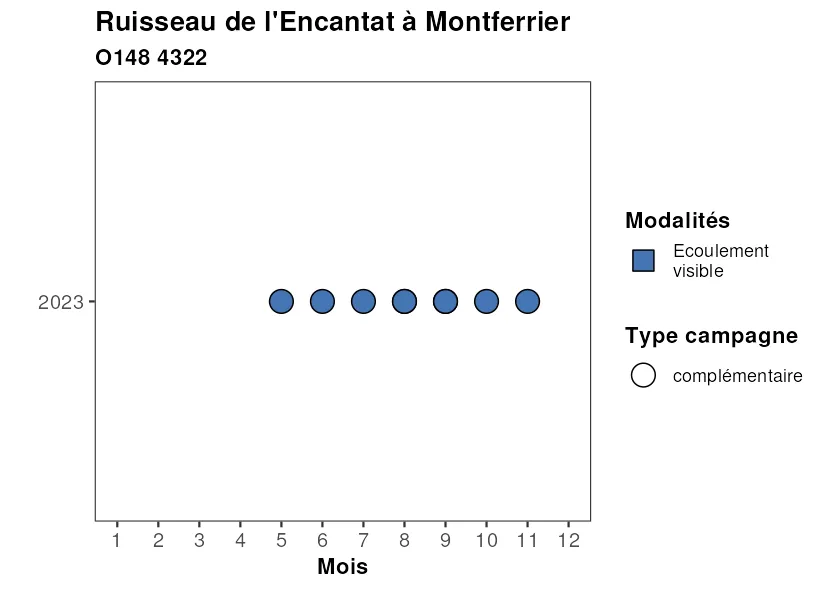 Ruisseau de l'Encantat à Montferrier
O148 4322
2023
1 2 3 4 5 6 7 8 9 10 11 12
Mois
Modalités
Ecoulement
visible
Type campagne
complémentaire